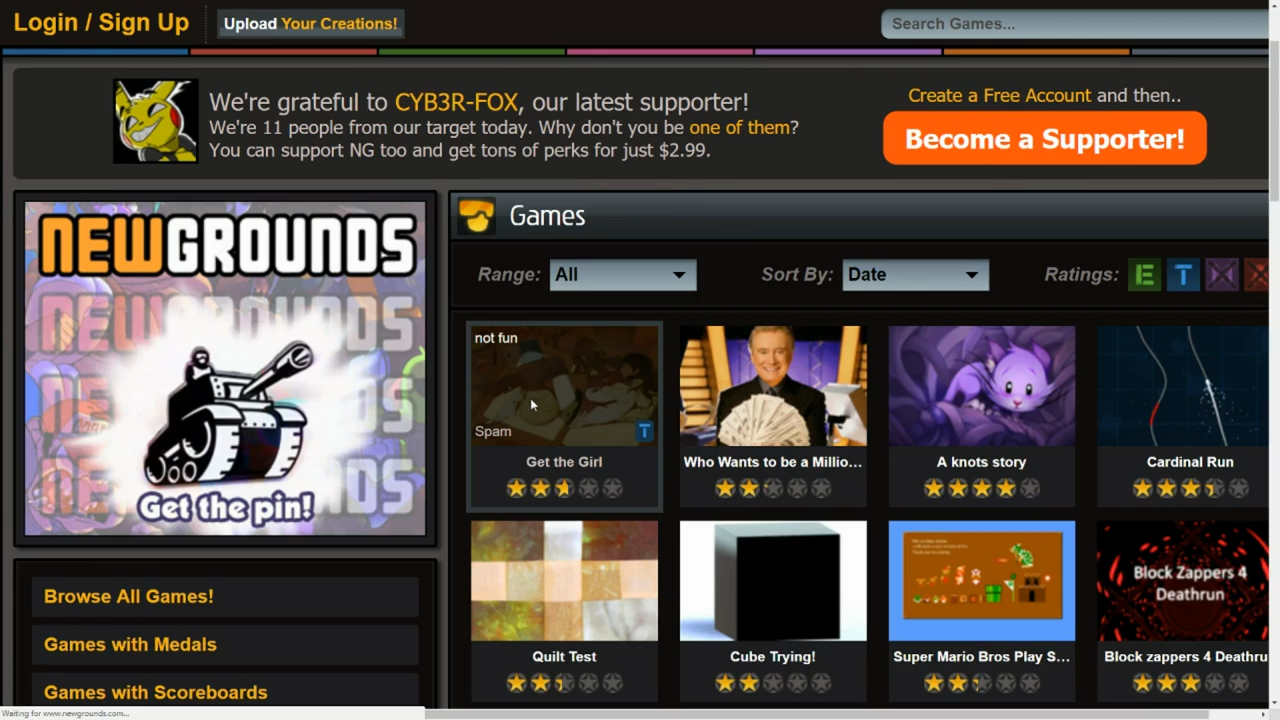 Login / Sign Up
Upload Your Creations!
Search Games...
We're grateful to CYB3R-FOX, our latest supporter!
We're 11 people from our target today. Why don't you be one of them?
You can support NG too and get tons of perks for just $2.99.
Create a Free Account and then..
Become a Supporter!
NEWGROUNDS
Get the pin!
Games
Range: All
Sort By: Date
Ratings: E T
not fun
Spam
T
Get the Girl
Who Wants to be a Millio...
A knots story
Cardinal Run
Block Zappers 4
Deathrun
Quilt Test
Cube Trying!
Super Mario Bros Play S...
Block zappers 4 Deathru
Browse All Games!
Games with Medals
Games with Scoreboards
Waiting for www.newgrounds.com...